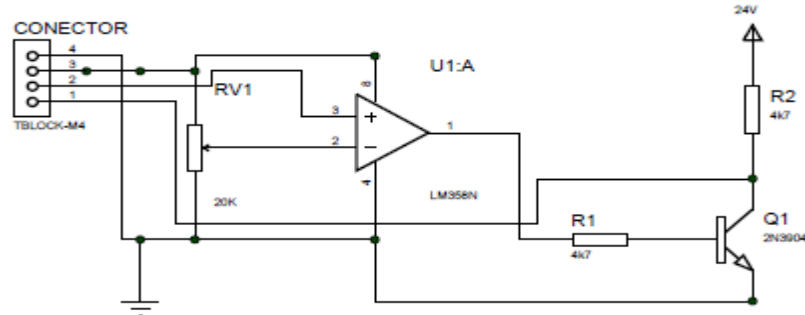 CONECTOR
4
3
2
1
TBLOCK-M4
RV1
20K
U1:A
8
3
2
1
4
LM358N
24V
R2
4k7
R1
4k7
Q1
2N3904